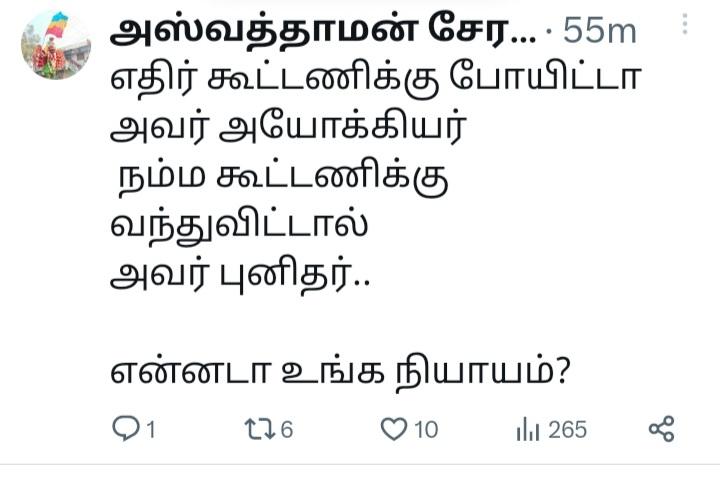 அஸ்வத்தாமன் சேர... · 55m
எதிர் கூட்டணிக்கு போயிட்டா
அவர் அயோக்கியர்
நம்ம கூட்டணிக்கு
வந்துவிட்டால்
அவர் புனிதர்..
என்னடா உங்க நியாயம்?
1 6 10 265